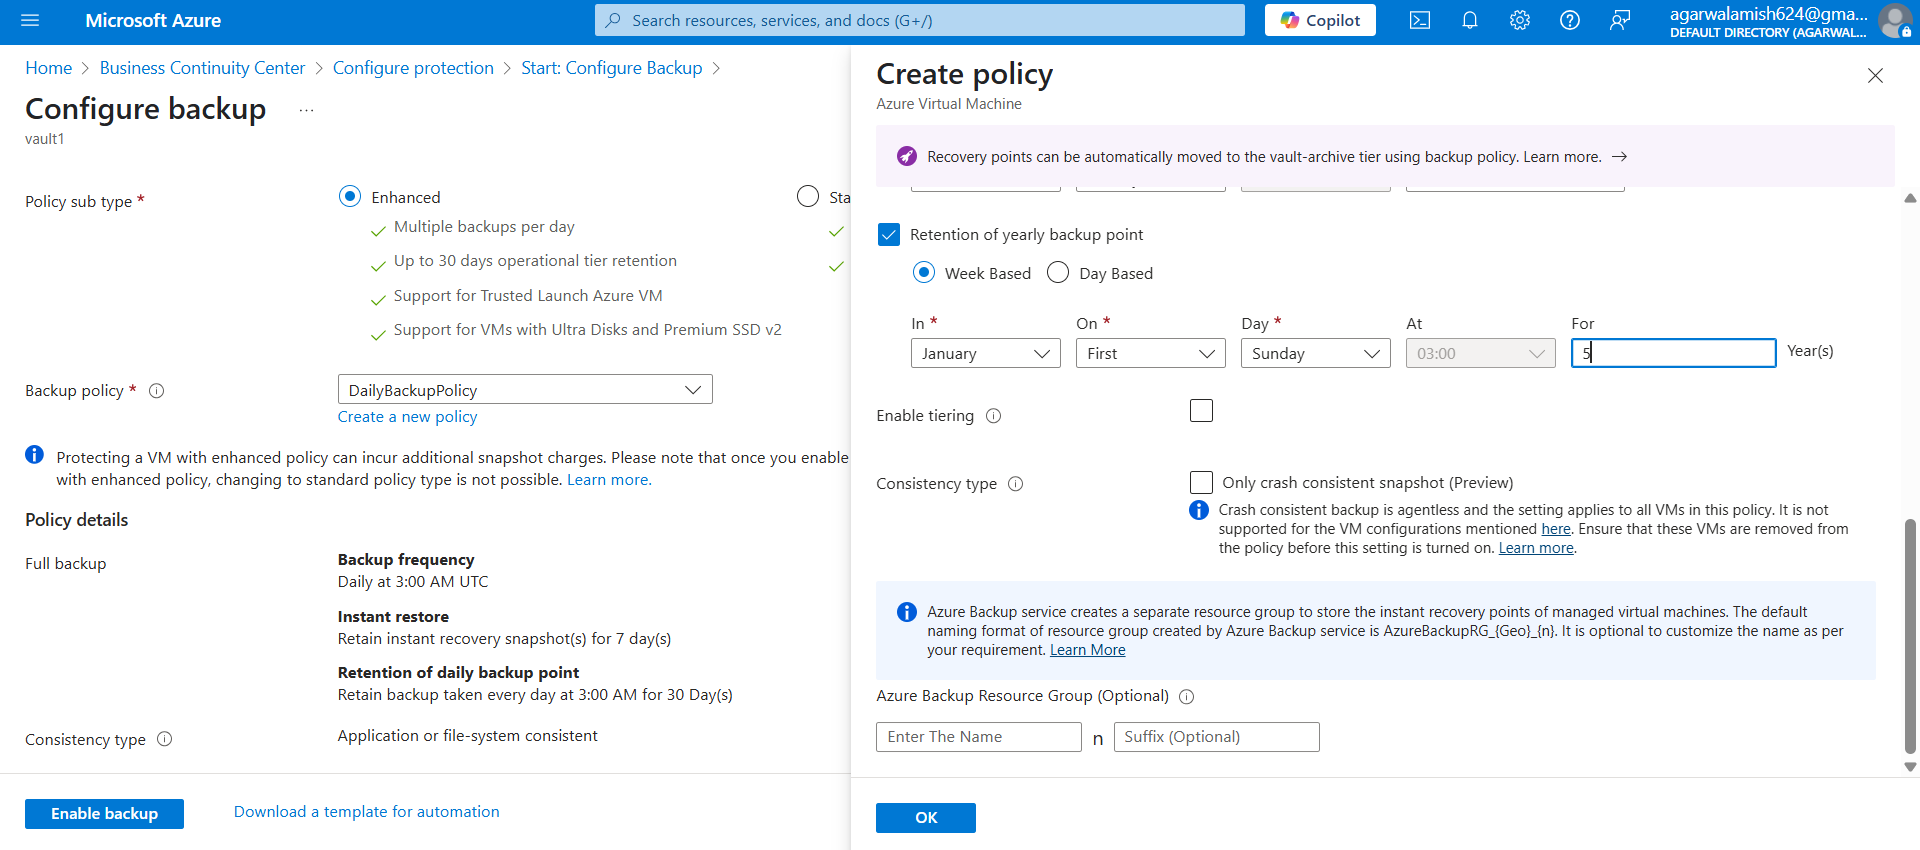 Microsoft Azure
Search resources, services, and docs (G+/)
Copilot
agarwalamish624@gma...
DEFAULT DIRECTORY (AGARWAL...
Home > Business Continuity Center > Configure protection > Start: Configure Backup >
Configure backup ...
vault1
Policy sub type *
Enhanced
Multiple backups per day
Up to 30 days operational tier retention
Support for Trusted Launch Azure VM
Support for VMs with Ultra Disks and Premium SSD v2
Sta
Backup policy *
DailyBackupPolicy
Create a new policy
Protecting a VM with enhanced policy can incur additional snapshot charges. Please note that once you enable
with enhanced policy, changing to standard policy type is not possible. Learn more.
Policy details
Full backup
Backup frequency
Daily at 3:00 AM UTC
Instant restore
Retain instant recovery snapshot(s) for 7 day(s)
Retention of daily backup point
Retain backup taken every day at 3:00 AM for 30 Day(s)
Consistency type
Application or file-system consistent
Enable backup
Download a template for automation
Create policy
Azure Virtual Machine
Recovery points can be automatically moved to the vault-archive tier using backup policy. Learn more. →
Retention of yearly backup point
Week Based
Day Based
In * On * Day * At For
January First Sunday 03:00 5 Year(s)
Enable tiering
Consistency type
Only crash consistent snapshot (Preview)
Crash consistent backup is agentless and the setting applies to all VMs in this policy. It is not
supported for the VM configurations mentioned here. Ensure that these VMs are removed from
the policy before this setting is turned on. Learn more.
Azure Backup service creates a separate resource group to store the instant recovery points of managed virtual machines. The default
naming format of resource group created by Azure Backup service is AzureBackupRG_{Geo}_{n}. It is optional to customize the name as per
your requirement. Learn More
Azure Backup Resource Group (Optional)
Enter The Name n Suffix (Optional)
OK